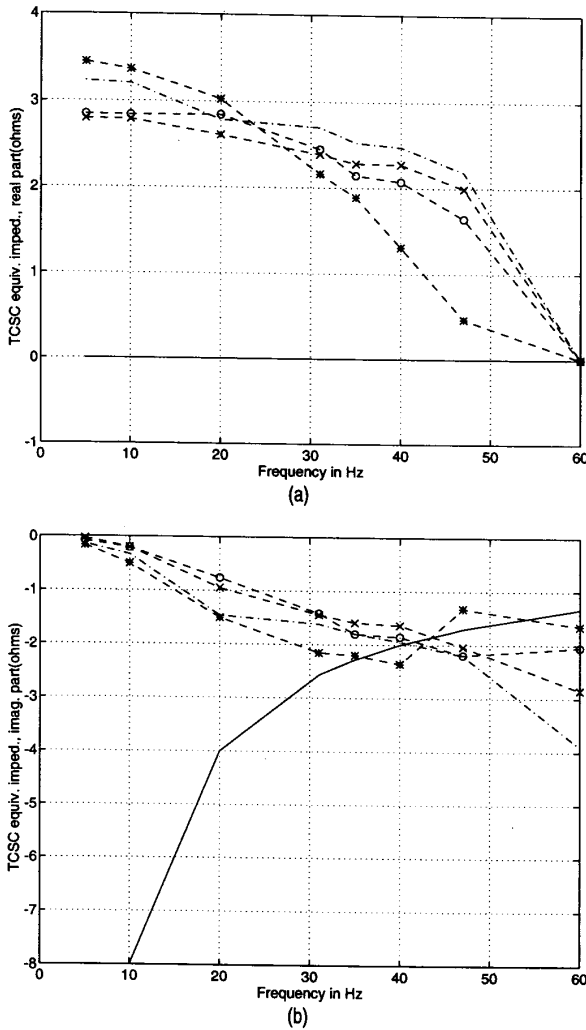 4
3
2
1
0
-1
TCSC equiv. imped., real part(ohms)
0 10 20 30 40 50 60
Frequency in Hz
(a)
0
-1
-2
-3
-4
-5
-6
-7
-8
TCSC equiv. imped., imag. part(ohms)
0 10 20 30 40 50 60
Frequency in Hz
(b)